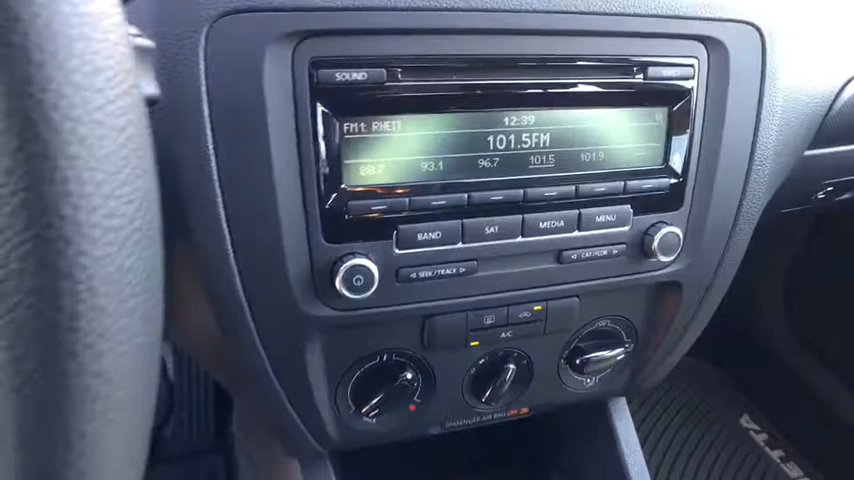 SOUND
FM1: RHETT
12:39
101.5FM
88.7 93.1 96.7 101.5 101.9
BAND SAT MEDIA MENU
SEEK/TRACK
CAT/FLDR
A/C
PASSENGER AIR BAG OFF